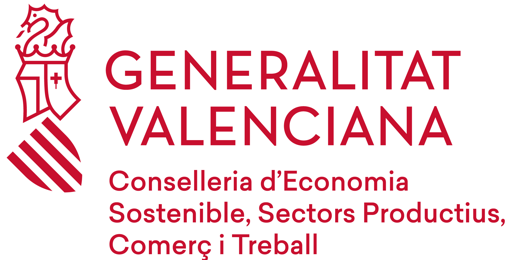 GENERALITAT
VALENCIANA
Conselleria d'Economia
Sostenible, Sectors Productius,
Comerç i Treball